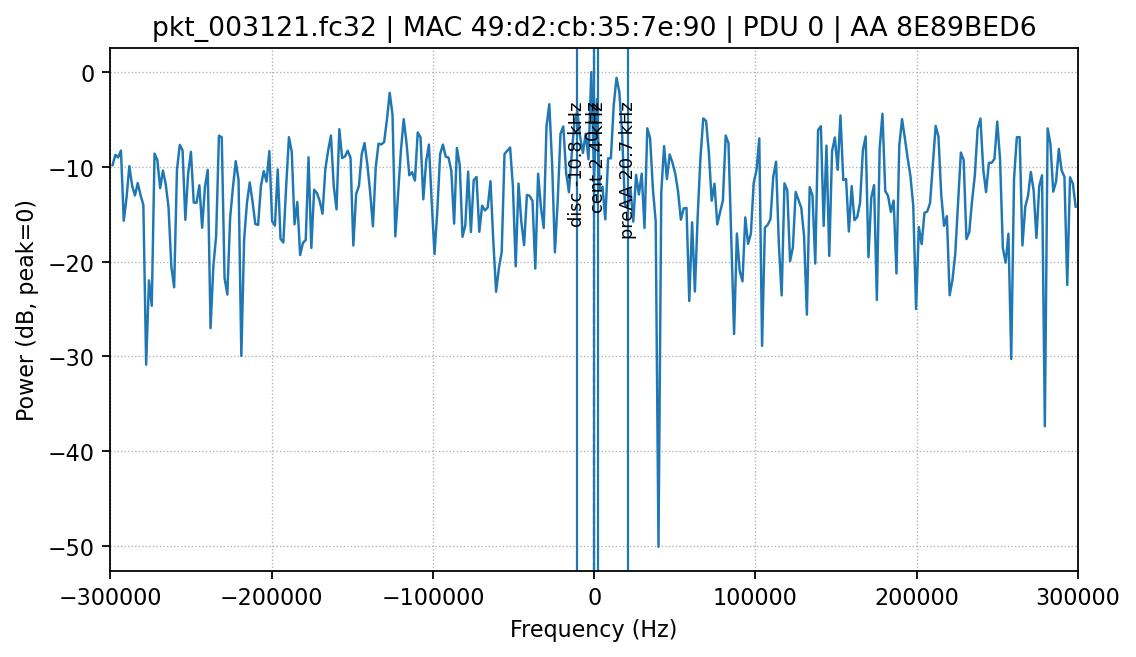 pkt_003121.fc32 | MAC 49:d2:cb:35:7e:90 | PDU 0 | AA 8E89BED6
Power (dB, peak=0)
0
−10
−20
−30
−40
−50
disc -10.8 kHz
cent 2.4 kHz
preAA 20.7 kHz
−300000
−200000
−100000
0
100000
200000
300000
Frequency (Hz)